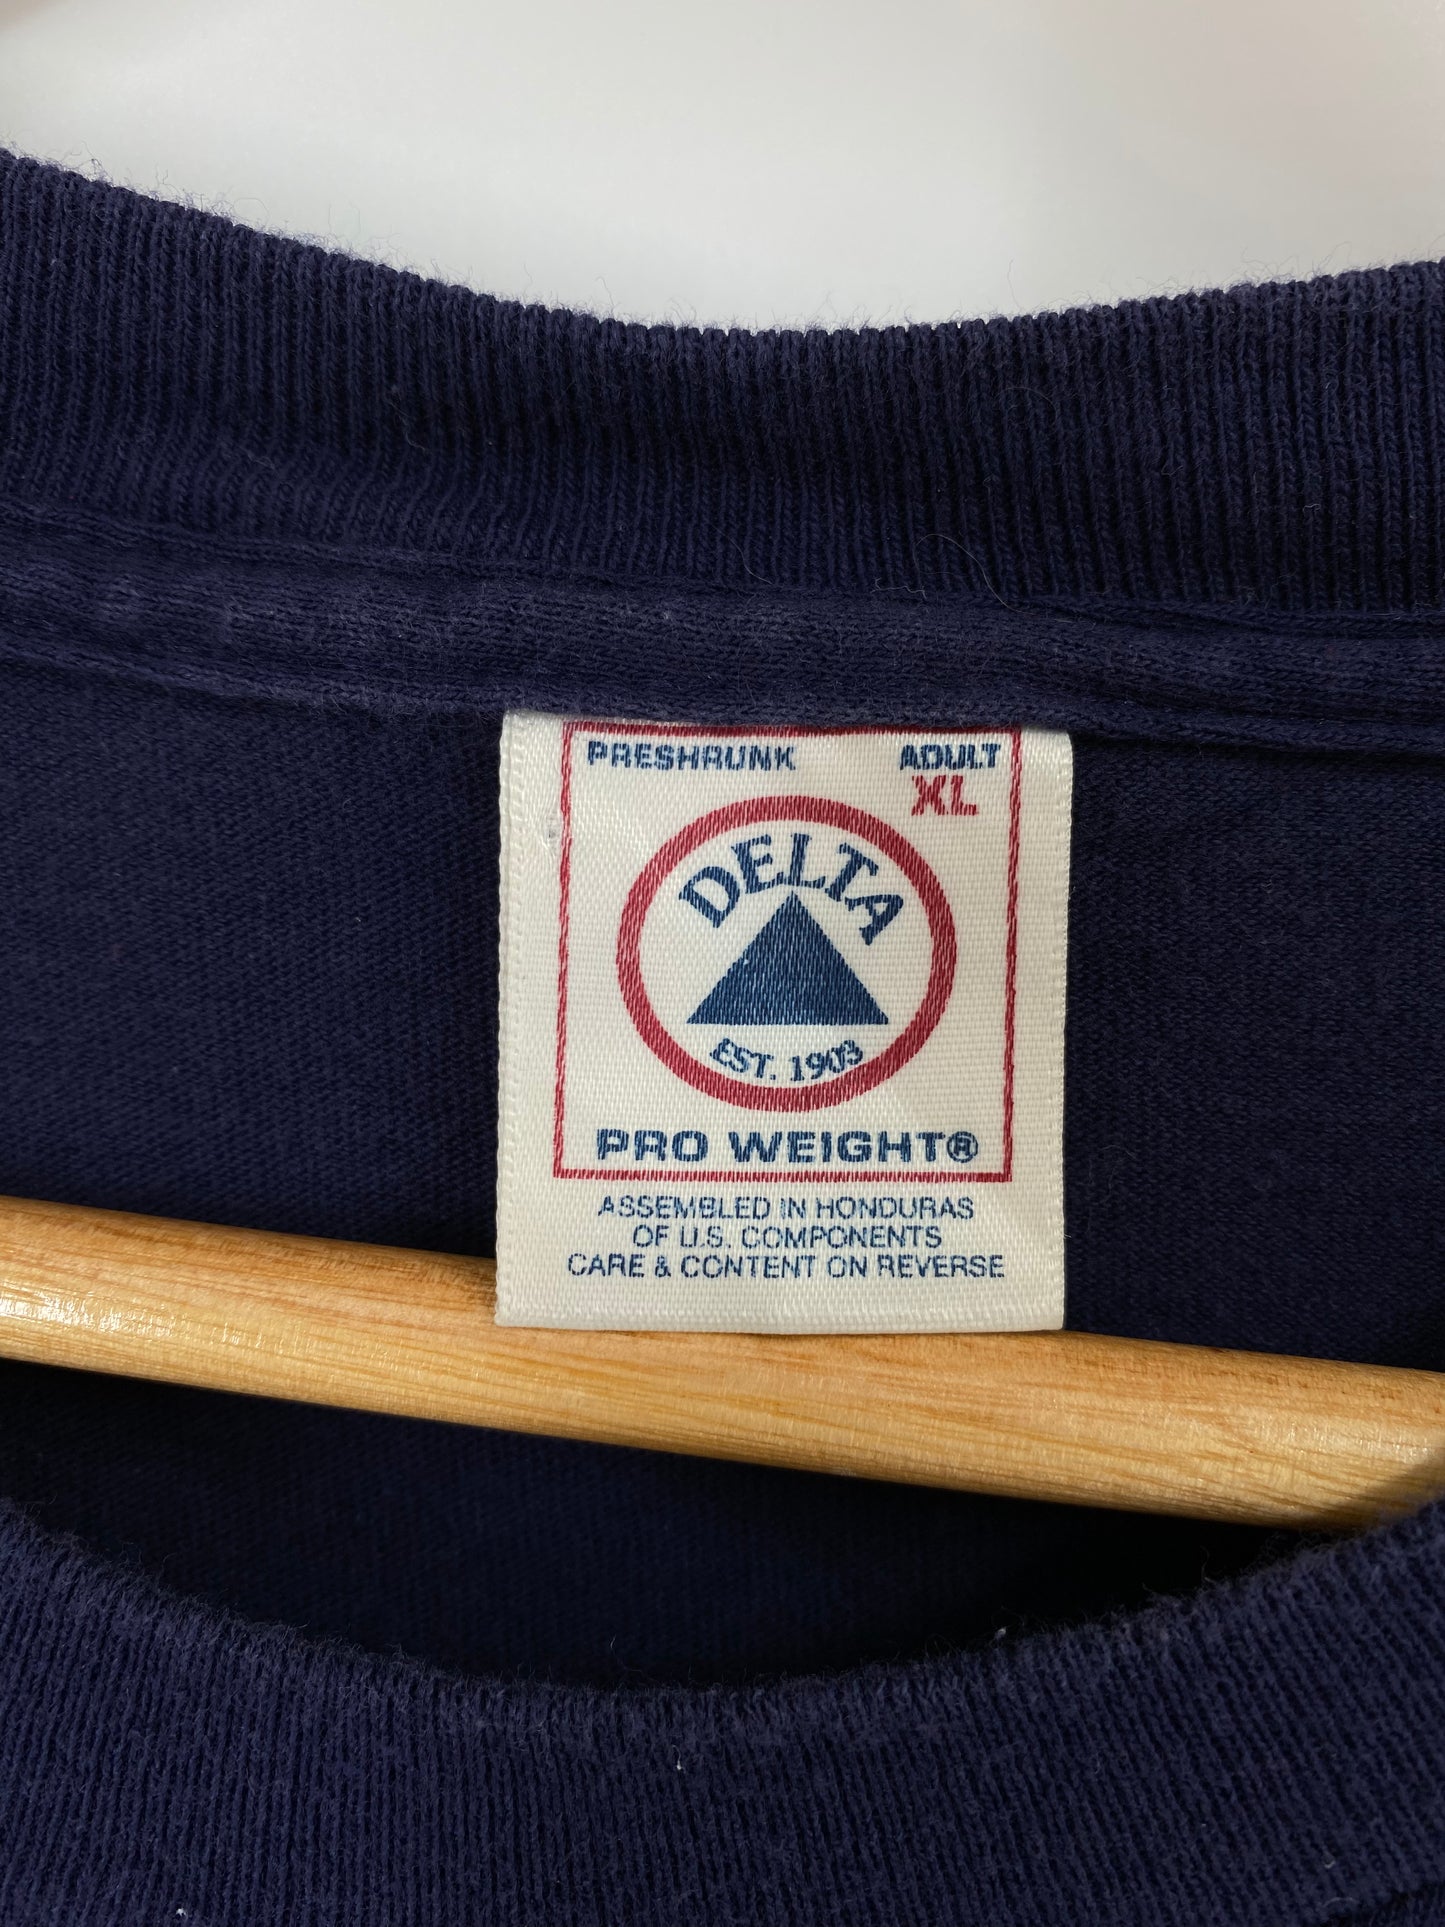 PRESHRUNK ADULT
XL
DELTA
EST. 1903
PRO WEIGHT®
ASSEMBLED IN HONDURAS
OF U.S. COMPONENTS
CARE & CONTENT ON REVERSE